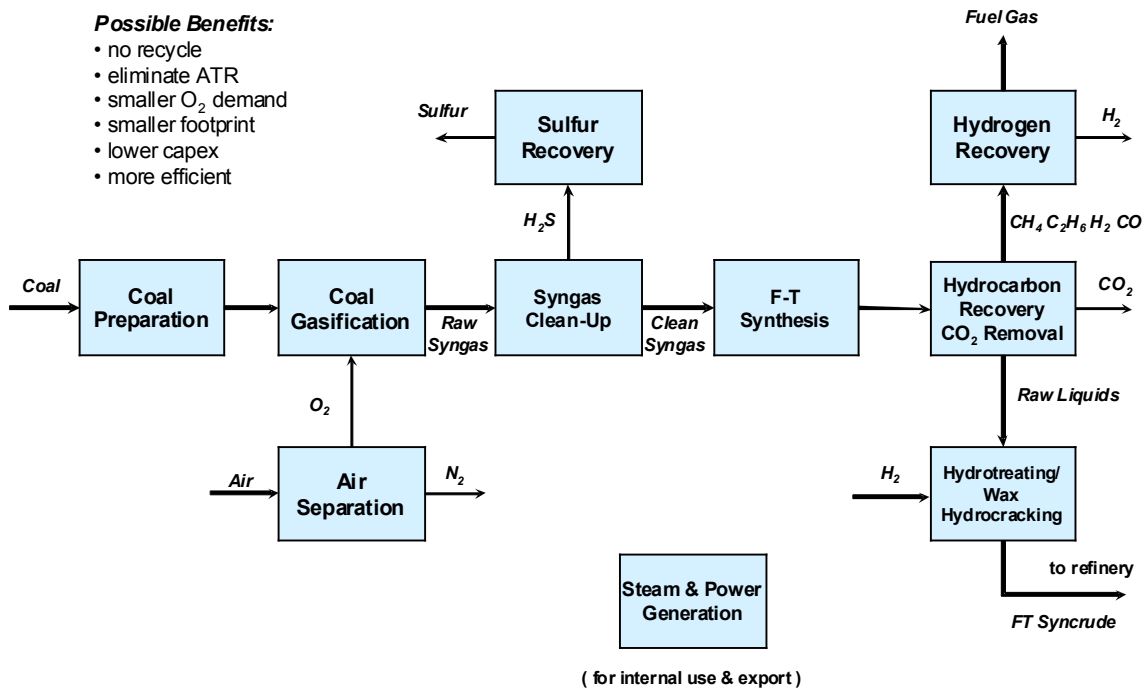 Possible Benefits:
• no recycle
• eliminate ATR
• smaller O₂ demand
• smaller footprint
• lower capex
• more efficient
Fuel Gas
Sulfur
Sulfur
Recovery
Hydrogen
Recovery
H₂
H₂S
CH₄ C₂H₆ H₂ CO
Coal
Coal
Preparation
Coal
Gasification
Raw
Syngas
Syngas
Clean-Up
Clean
Syngas
F-T
Synthesis
Hydrocarbon
Recovery
CO₂ Removal
CO₂
O₂
Raw Liquids
Air
Air
Separation
N₂
H₂
Hydrotreating/
Wax
Hydrocracking
Steam & Power
Generation
to refinery
FT Syncrude
( for internal use & export )